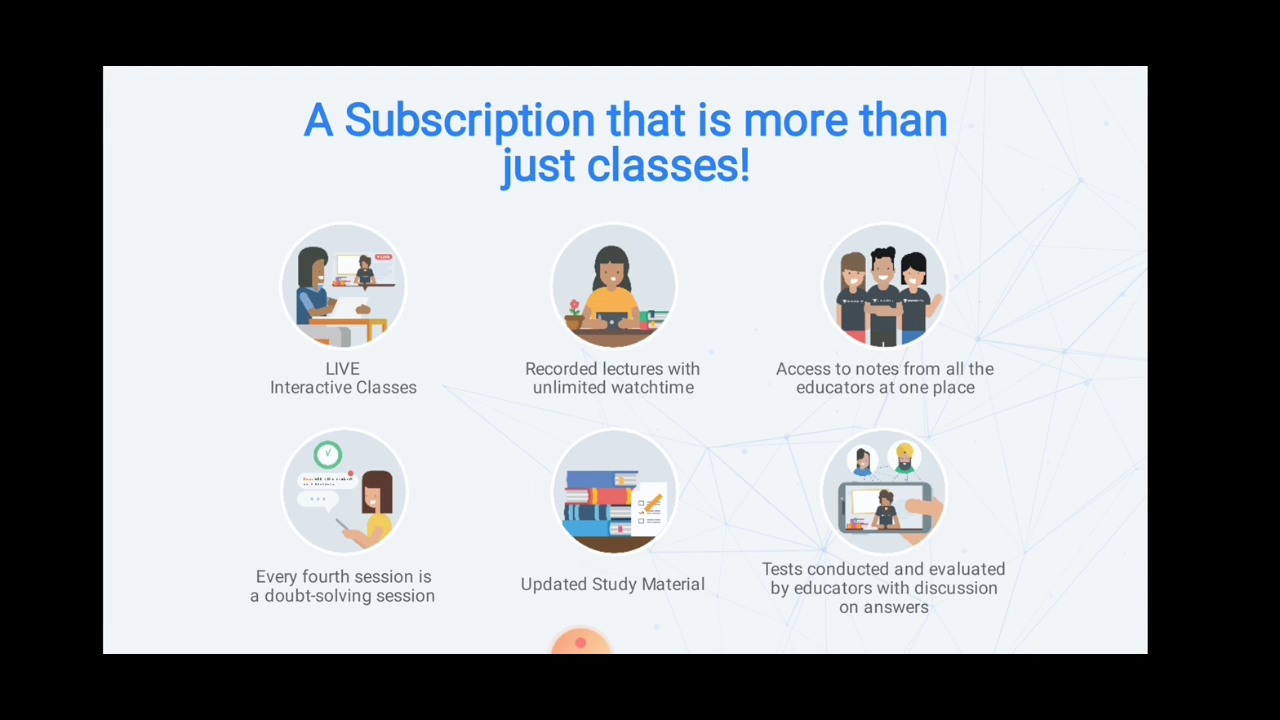 A Subscription that is more than
just classes!
LIVE
Interactive Classes
Recorded lectures with
unlimited watchtime
Access to notes from all the
educators at one place
Every fourth session is
a doubt-solving session
Updated Study Material
Tests conducted and evaluated
by educators with discussion
on answers